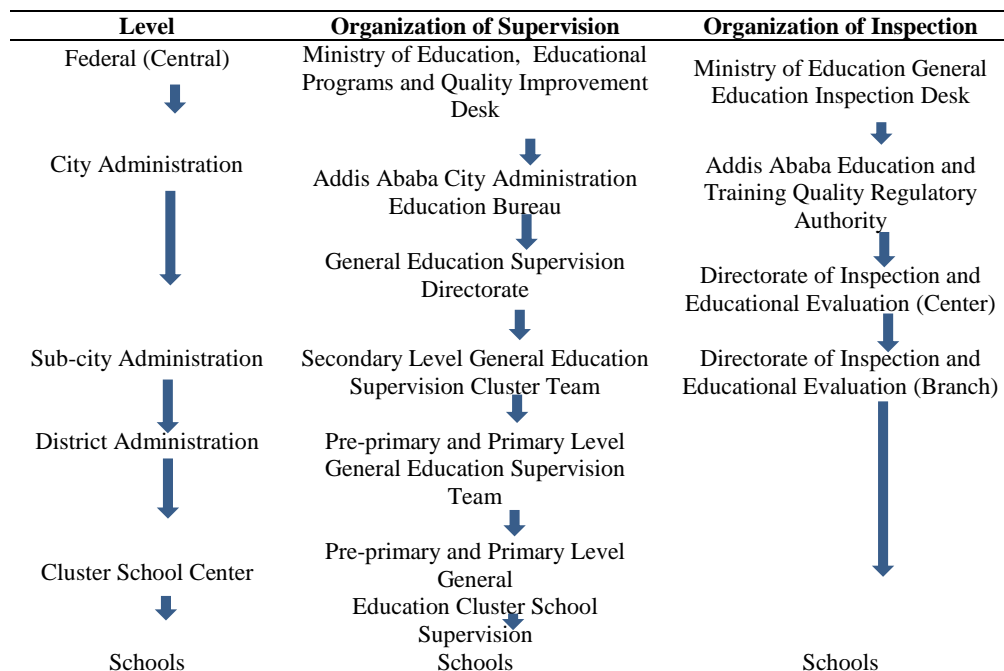 Level Organization of Supervision Organization of Inspection
Federal (Central)
Ministry of Education, Educational
Programs and Quality Improvement
Desk
Ministry of Education General
Education Inspection Desk
City Administration
Addis Ababa City Administration
Education Bureau
Addis Ababa Education and
Training Quality Regulatory
Authority
General Education Supervision
Directorate
Directorate of Inspection and
Educational Evaluation (Center)
Sub-city Administration
Secondary Level General Education
Supervision Cluster Team
Directorate of Inspection and
Educational Evaluation (Branch)
District Administration
Pre-primary and Primary Level
General Education Supervision
Team
Cluster School Center
Pre-primary and Primary Level
General
Education Cluster School
Supervision
Schools Schools Schools